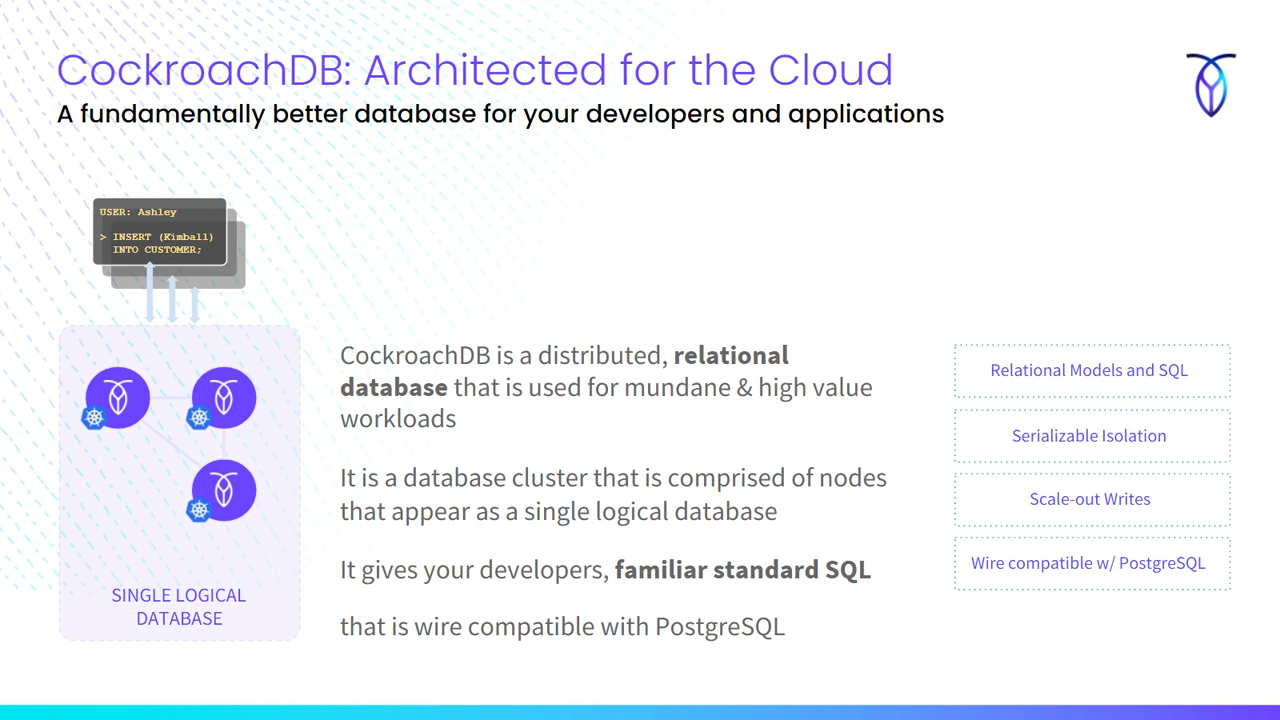 CockroachDB: Architected for the Cloud
A fundamentally better database for your developers and applications
USER: Ashley
> INSERT (Kimball)
INTO CUSTOMER;
SINGLE LOGICAL
DATABASE
CockroachDB is a distributed, relational
database that is used for mundane & high value
workloads
It is a database cluster that is comprised of nodes
that appear as a single logical database
It gives your developers, familiar standard SQL
that is wire compatible with PostgreSQL
Relational Models and SQL
Serializable Isolation
Scale-out Writes
Wire compatible w/ PostgreSQL